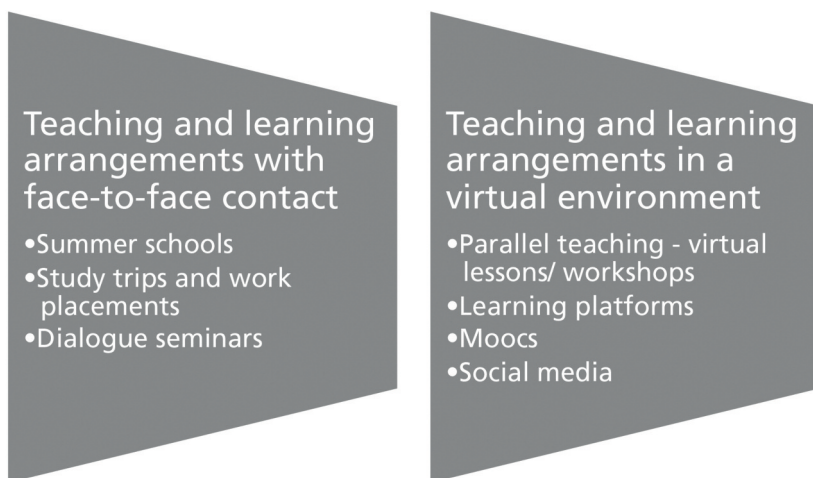 Teaching and learning
arrangements with
face-to-face contact
•Summer schools
•Study trips and work
placements
•Dialogue seminars
Teaching and learning
arrangements in a
virtual environment
•Parallel teaching - virtual
lessons/ workshops
•Learning platforms
•Moocs
•Social media